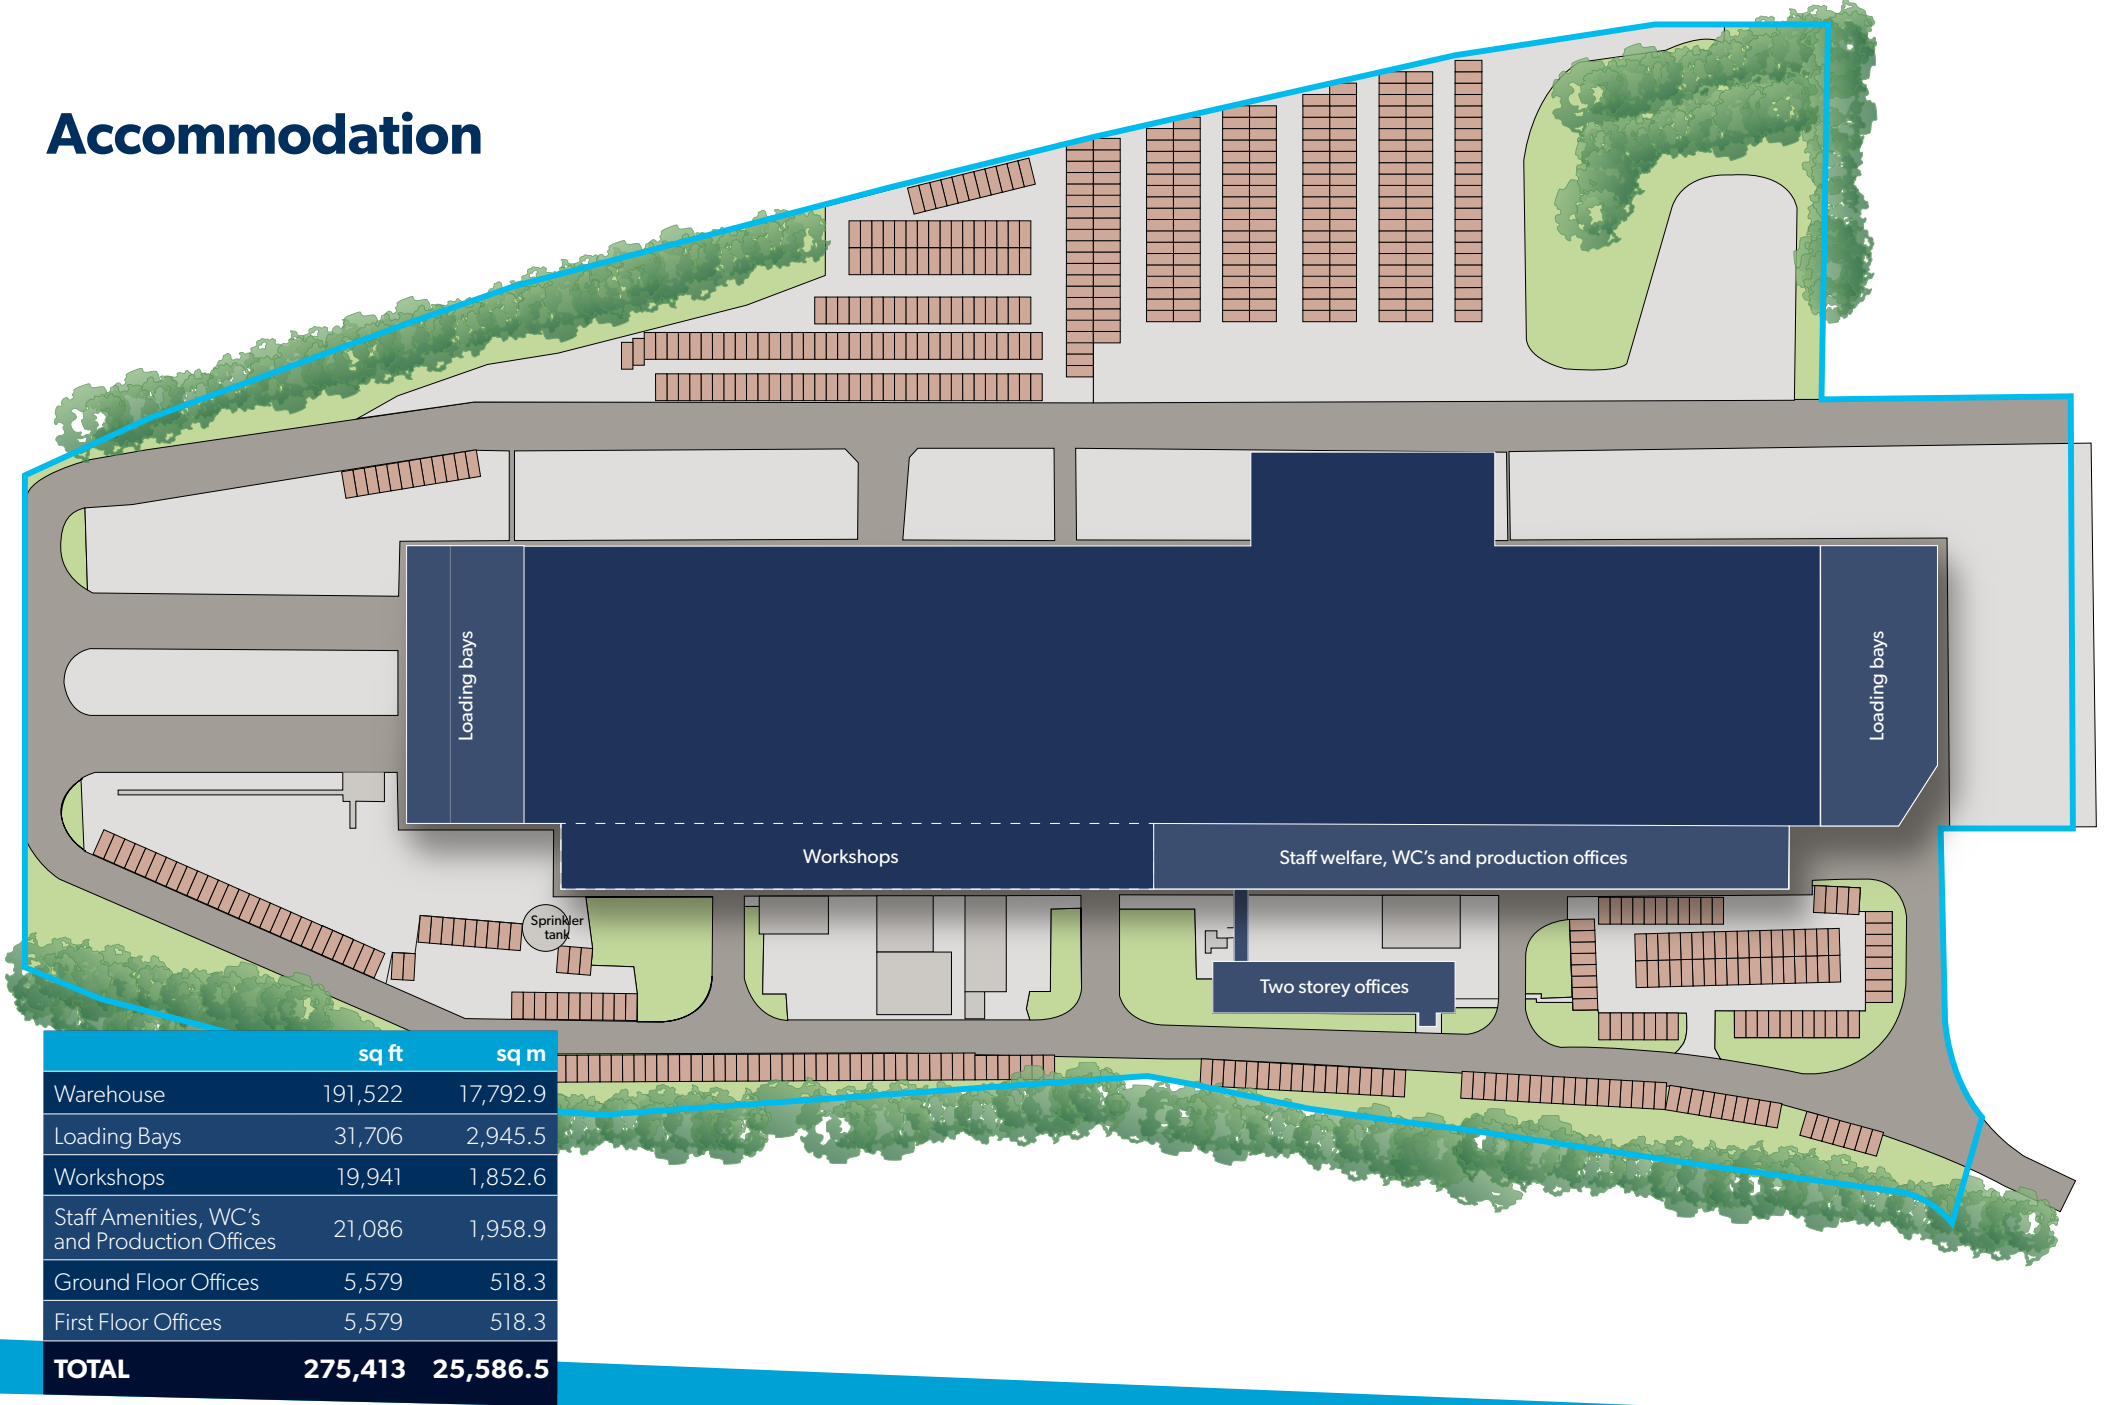 Accommodation
Loading bays
Loading bays
Workshops
Staff welfare, WC's and production offices
Sprinkler
tank
Two storey offices
sq ft sq m
Warehouse 191,522 17,792.9
Loading Bays 31,706 2,945.5
Workshops 19,941 1,852.6
Staff Amenities, WC's
and Production Offices 21,086 1,958.9
Ground Floor Offices 5,579 518.3
First Floor Offices 5,579 518.3
TOTAL 275,413 25,586.5